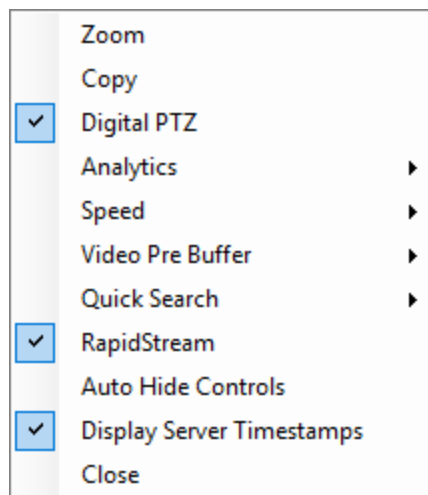 Zoom
Copy
Digital PTZ
Analytics
Speed
Video Pre Buffer
Quick Search
RapidStream
Auto Hide Controls
Display Server Timestamps
Close